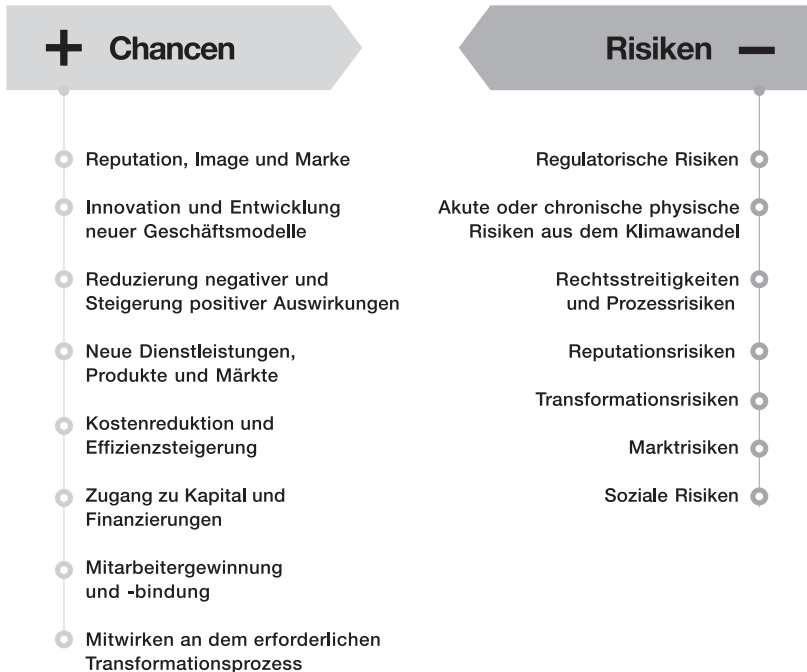 + Chancen
Reputation, Image und Marke
Innovation und Entwicklung
neuer Geschäftsmodelle
Reduzierung negativer und
Steigerung positiver Auswirkungen
Neue Dienstleistungen,
Produkte und Märkte
Kostenreduktion und
Effizienzsteigerung
Zugang zu Kapital und
Finanzierungen
Mitarbeitergewinnung
und -bindung
Mitwirken an dem erforderlichen
Transformationsprozess
Risiken −
Regulatorische Risiken
Akute oder chronische physische
Risiken aus dem Klimawandel
Rechtsstreitigkeiten
und Prozessrisiken
Reputationsrisiken
Transformationsrisiken
Marktrisiken
Soziale Risiken